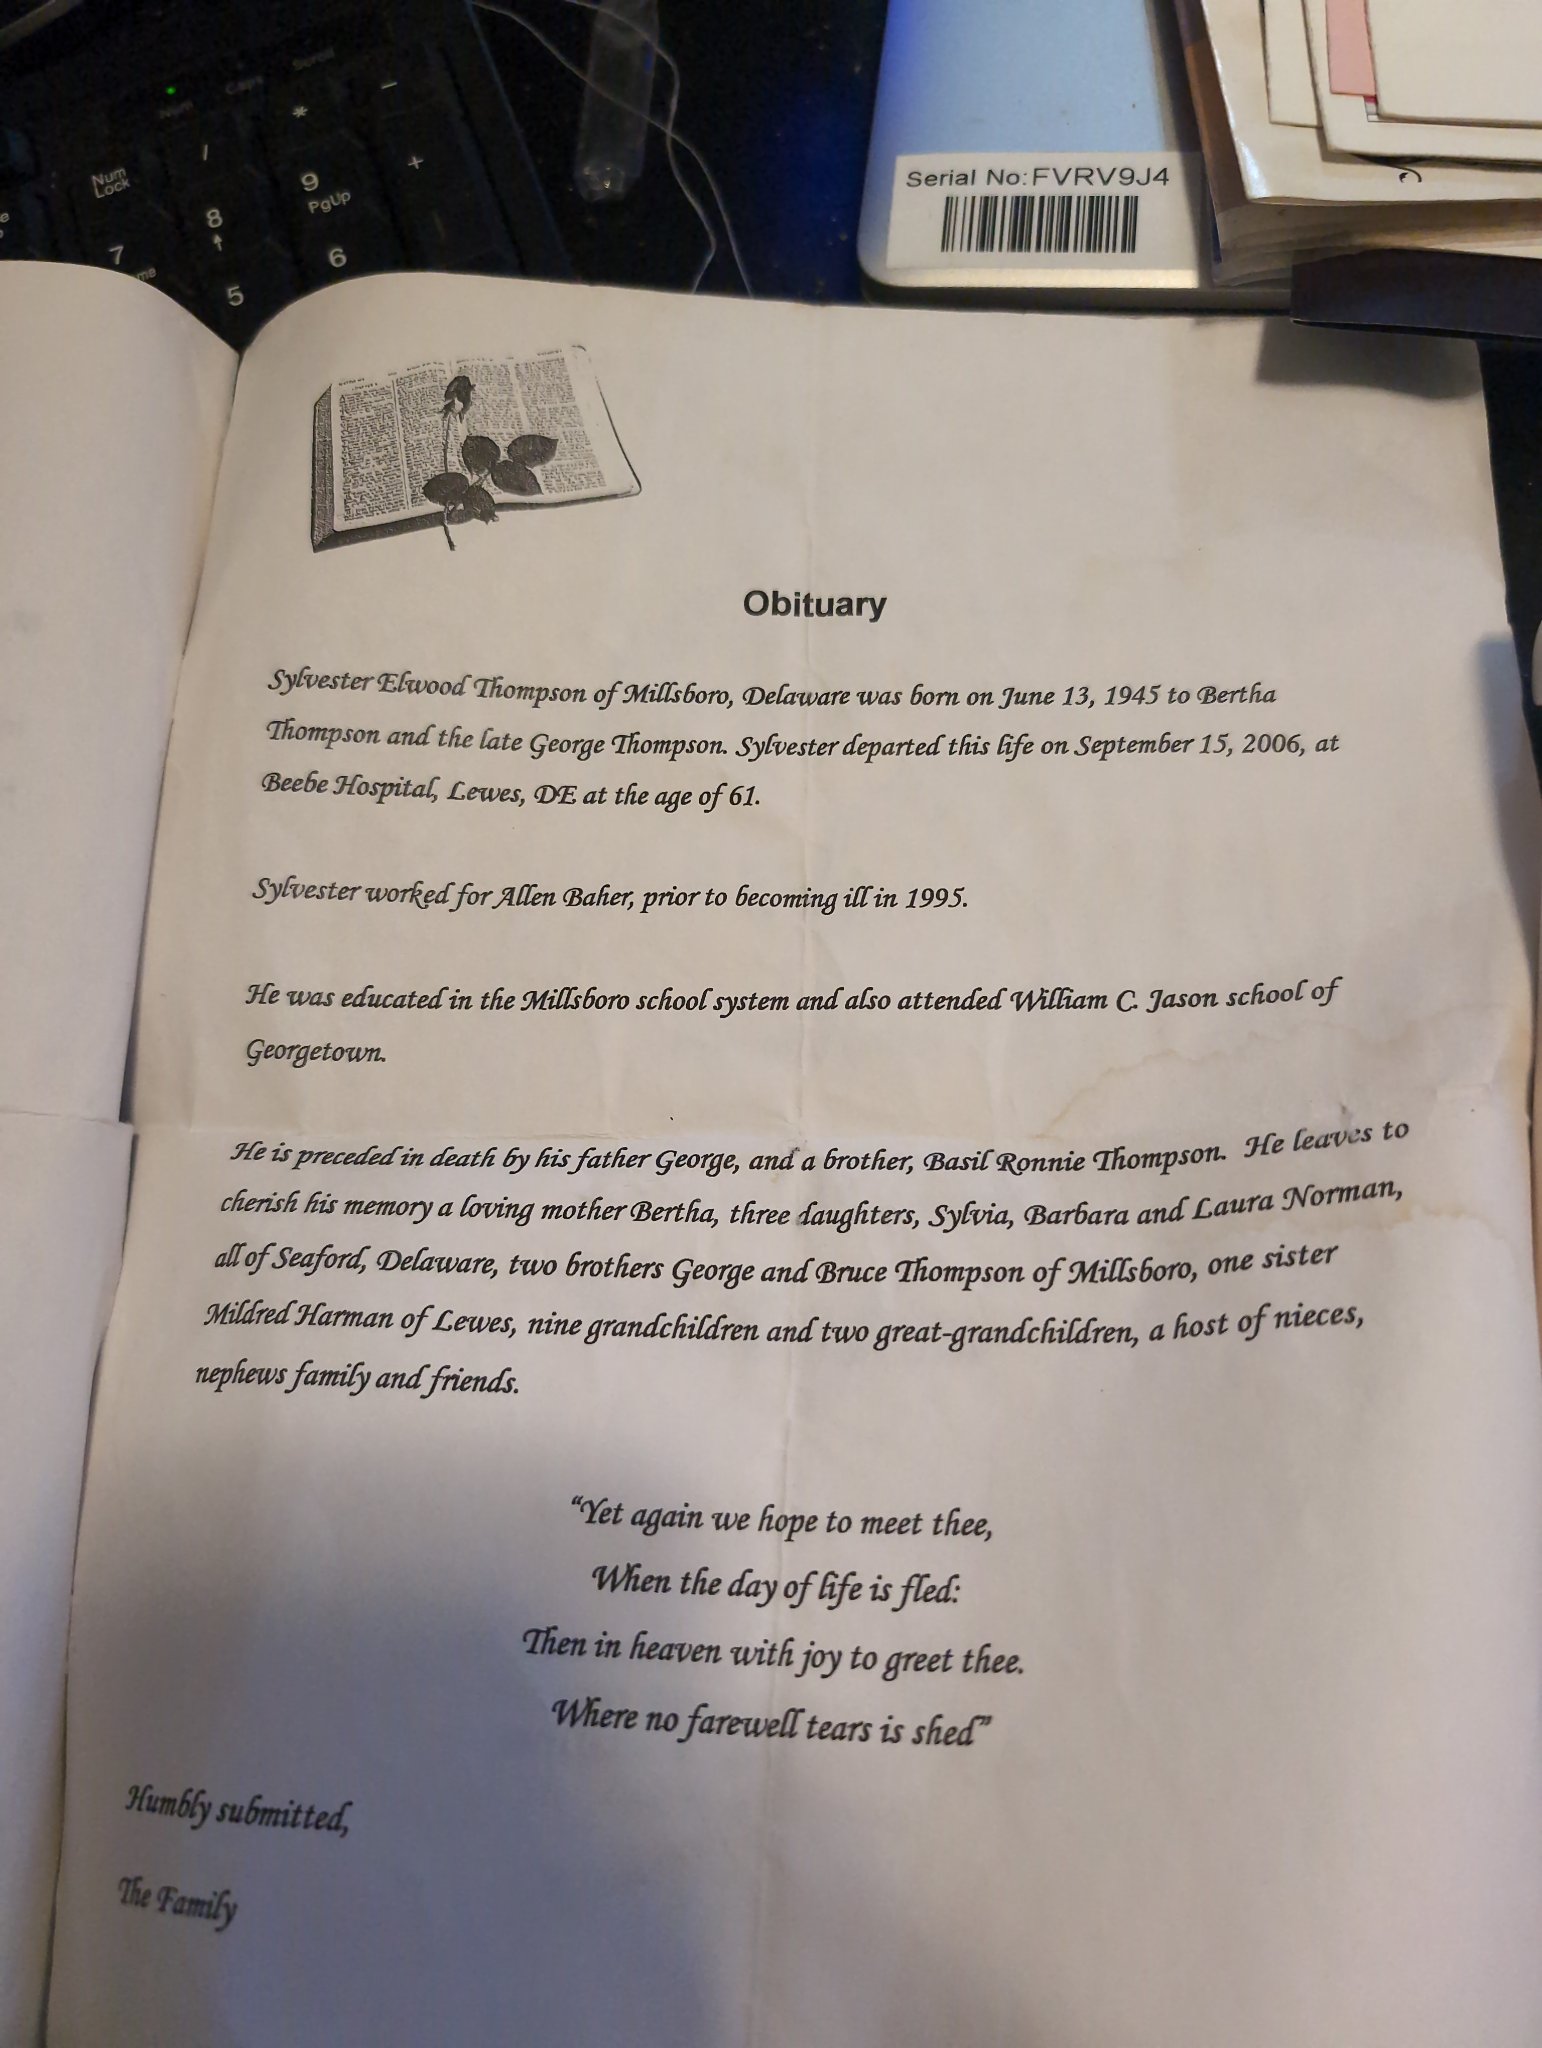 Scroll
Caps
Num
*
-
/
+
Num
Lock
9
PgUp
8
7
6
5
Serial No:FVRV9J4
Obituary
Sylvester Elwood Thompson of Millsboro, Delaware was born on June 13, 1945 to Bertha
Thompson and the late George Thompson. Sylvester departed this life on September 15, 2006, at
Beebe Hospital, Lewes, DE at the age of 61.
Sylvester worked for Allen Baher, prior to becoming ill in 1995.
He was educated in the Millsboro school system and also attended William C. Jason school of
Georgetown.
He is preceded in death by his father George, and a brother, Basil Ronnie Thompson. He leaves to
cherish his memory a loving mother Bertha, three daughters, Sylvia, Barbara and Laura Norman,
all of Seaford, Delaware, two brothers George and Bruce Thompson of Millsboro, one sister
Mildred Harman of Lewes, nine grandchildren and two great-grandchildren, a host of nieces,
nephews family and friends.
“Yet again we hope to meet thee,
When the day of life is fled:
Then in heaven with joy to greet thee.
Where no farewell tears is shed”
Humbly submitted,
The Family